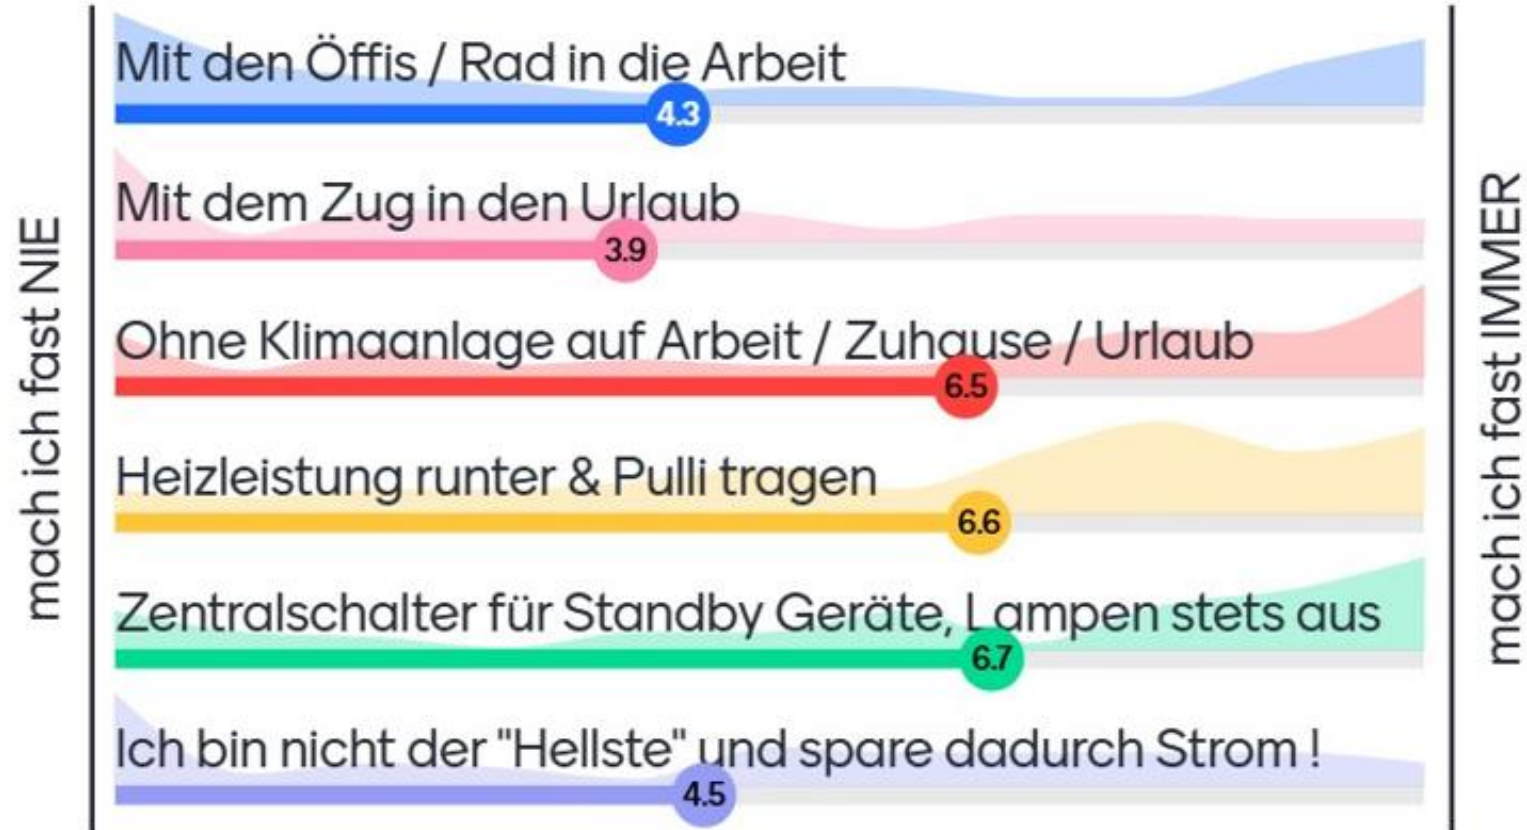 mach ich fast NIE
Mit den Öffis / Rad in die Arbeit
4.3
Mit dem Zug in den Urlaub
3.9
Ohne Klimaanlage auf Arbeit / Zuhause / Urlaub
6.5
Heizleistung runter & Pulli tragen
6.6
Zentralschalter für Standby Geräte, Lampen stets aus
6.7
Ich bin nicht der "Hellste" und spare dadurch Strom !
4.5
mach ich fast IMMER